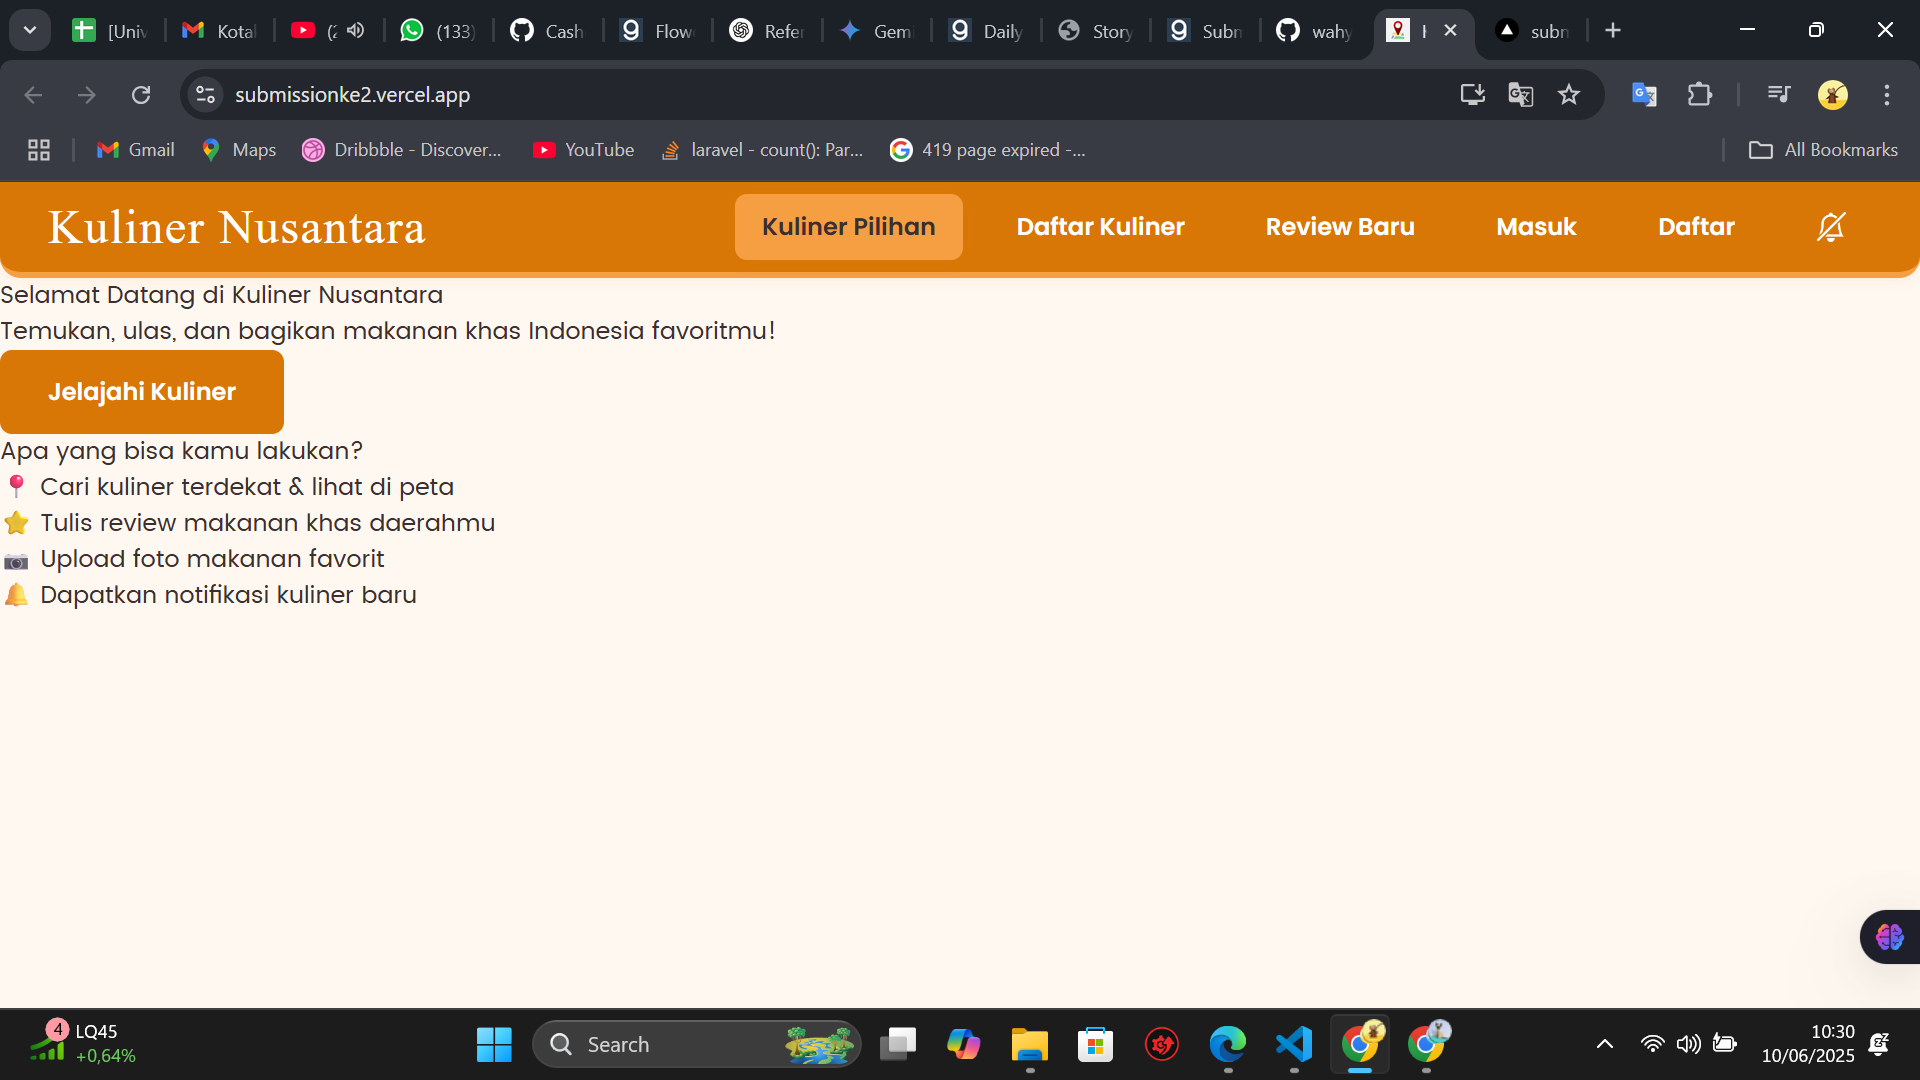 [Univ
Kotal
(2
(133)
Cash
Flow
Refer
Gemi
Daily
Story
Subm
wahy
subm
submissionke2.vercel.app
Gmail
Maps
Dribbble - Discover...
YouTube
laravel - count(): Par...
419 page expired -...
All Bookmarks
Kuliner Nusantara
Kuliner Pilihan
Daftar Kuliner
Review Baru
Masuk
Daftar
Selamat Datang di Kuliner Nusantara
Temukan, ulas, dan bagikan makanan khas Indonesia favoritmu!
Jelajahi Kuliner
Apa yang bisa kamu lakukan?
📍 Cari kuliner terdekat & lihat di peta
⭐ Tulis review makanan khas daerahmu
📷 Upload foto makanan favorit
🔔 Dapatkan notifikasi kuliner baru
4
LQ45
+0,64%
Search
10:30
10/06/2025